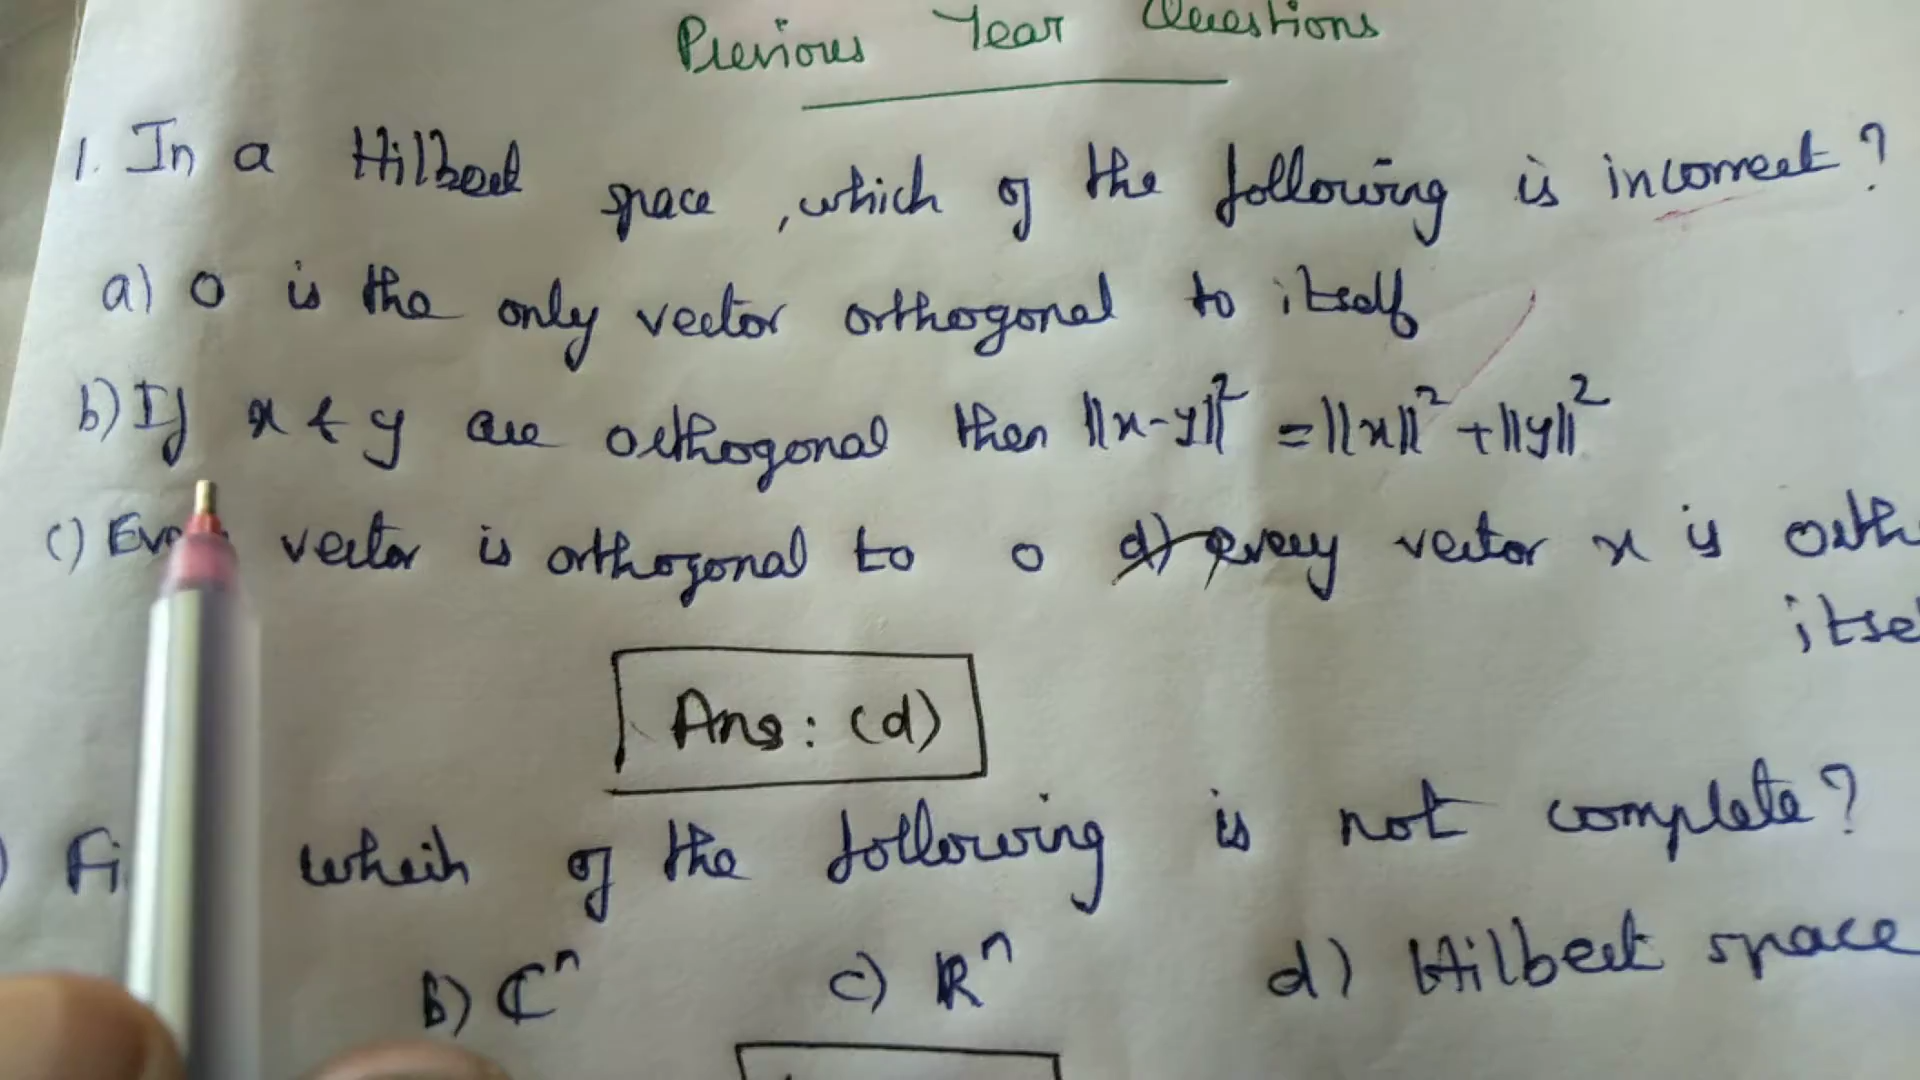 Previous Year Questions
1. In a Hilbert space, which of the following is incorrect?
a) 0 is the only vector orthogonal to itself
b) If x & y are orthogonal then ||x-y||² = ||x||² + ||y||²
c) vector is orthogonal to 0 d) every vector x is orth
itse
Ans: (d)
which of the following is not complete?
b) ℂⁿ c) ℝⁿ d) Hilbert space